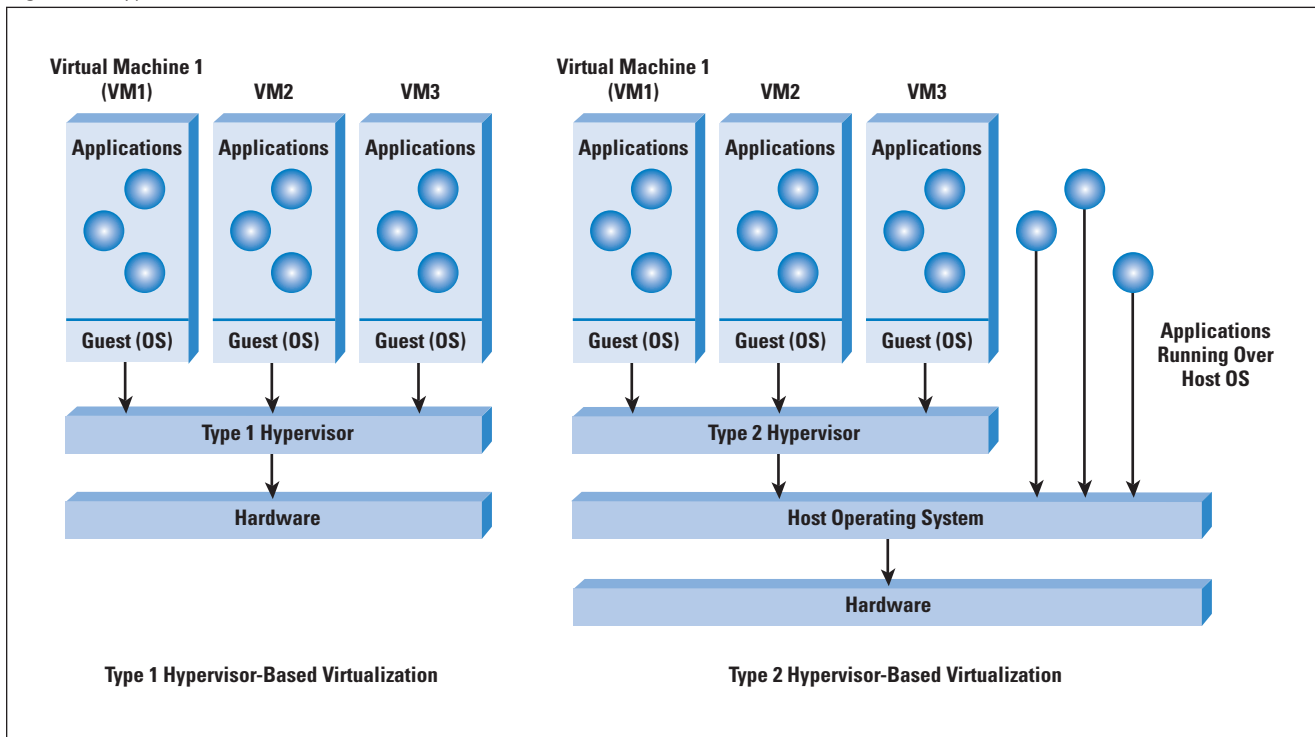 Virtual Machine 1
(VM1)
VM2
VM3
Applications
Applications
Applications
Guest (OS)
Guest (OS)
Guest (OS)
Type 1 Hypervisor
Hardware
Type 1 Hypervisor-Based Virtualization
Virtual Machine 1
(VM1)
VM2
VM3
Applications
Applications
Applications
Guest (OS)
Guest (OS)
Guest (OS)
Applications
Running Over
Host OS
Type 2 Hypervisor
Host Operating System
Hardware
Type 2 Hypervisor-Based Virtualization